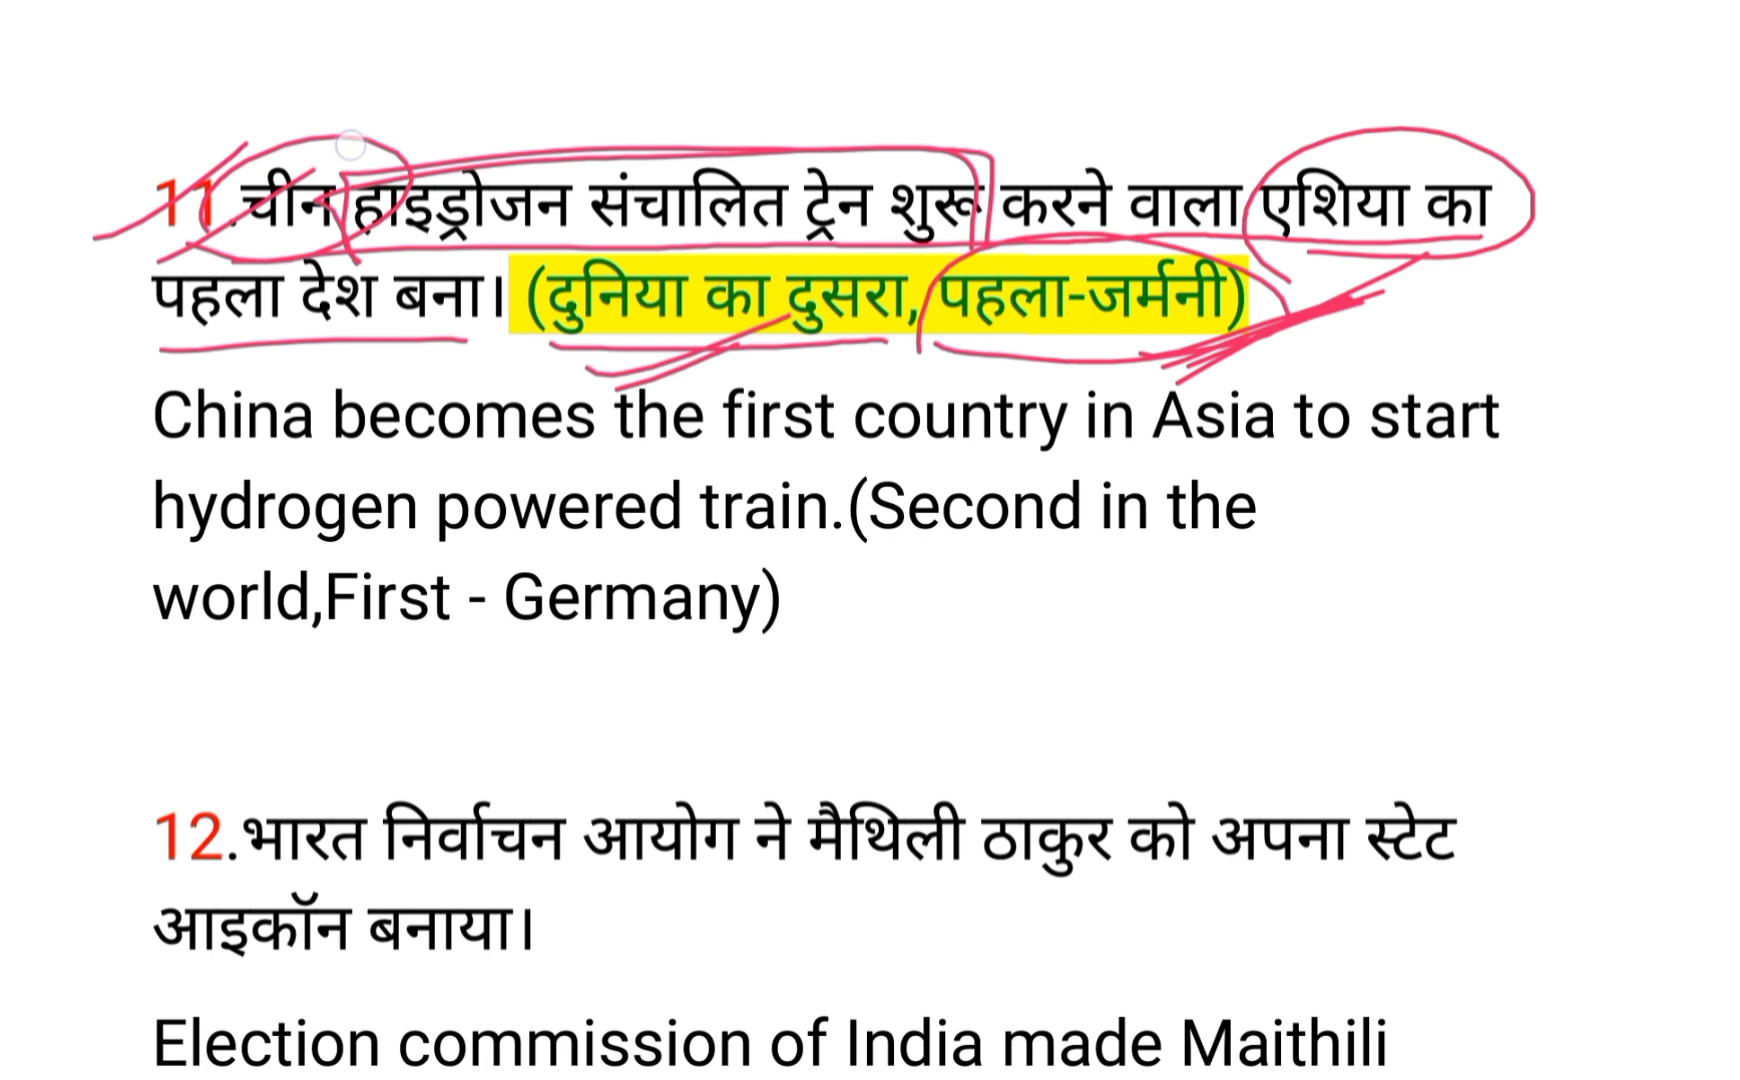 11.चीन हाइड्रोजन संचालित ट्रेन शुरू करने वाला एशिया का
पहला देश बना। (दुनिया का दुसरा, पहला-जर्मनी)
China becomes the first country in Asia to start
hydrogen powered train.(Second in the
world,First - Germany)
12.भारत निर्वाचन आयोग ने मैथिली ठाकुर को अपना स्टेट
आइकॉन बनाया।
Election commission of India made Maithili